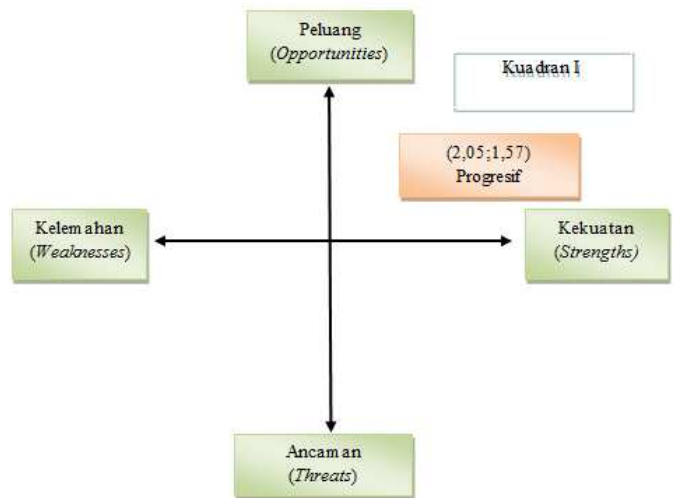 Peluang
(Opportunities)
Kuadran I
(2,05;1,57)
Progresif
Kelemahan
(Weaknesses)
Kekuatan
(Strengths)
Ancaman
(Threats)